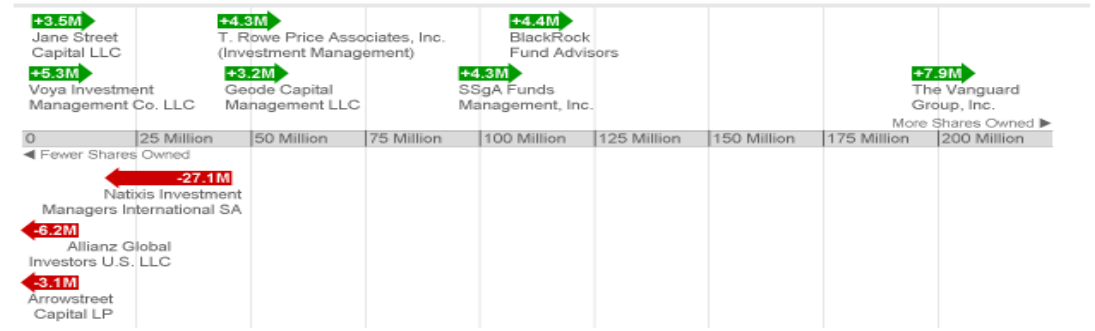 +3.5M
Jane Street
Capital LLC
+4.3M
T. Rowe Price Associates, Inc.
(Investment Management)
+4.4M
BlackRock
Fund Advisors
+5.3M
Voya Investment
Management Co. LLC
+3.2M
Geode Capital
Management LLC
+4.3M
SSgA Funds
Management, Inc.
+7.9M
The Vanguard
Group, Inc.
More Shares Owned ▶
0 25 Million 50 Million 75 Million 100 Million 125 Million 150 Million 175 Million 200 Million
◀ Fewer Shares Owned
-27.1M
Natixis Investment
Managers International SA
-6.2M
Allianz Global
Investors U.S. LLC
-3.1M
Arrowstreet
Capital LP